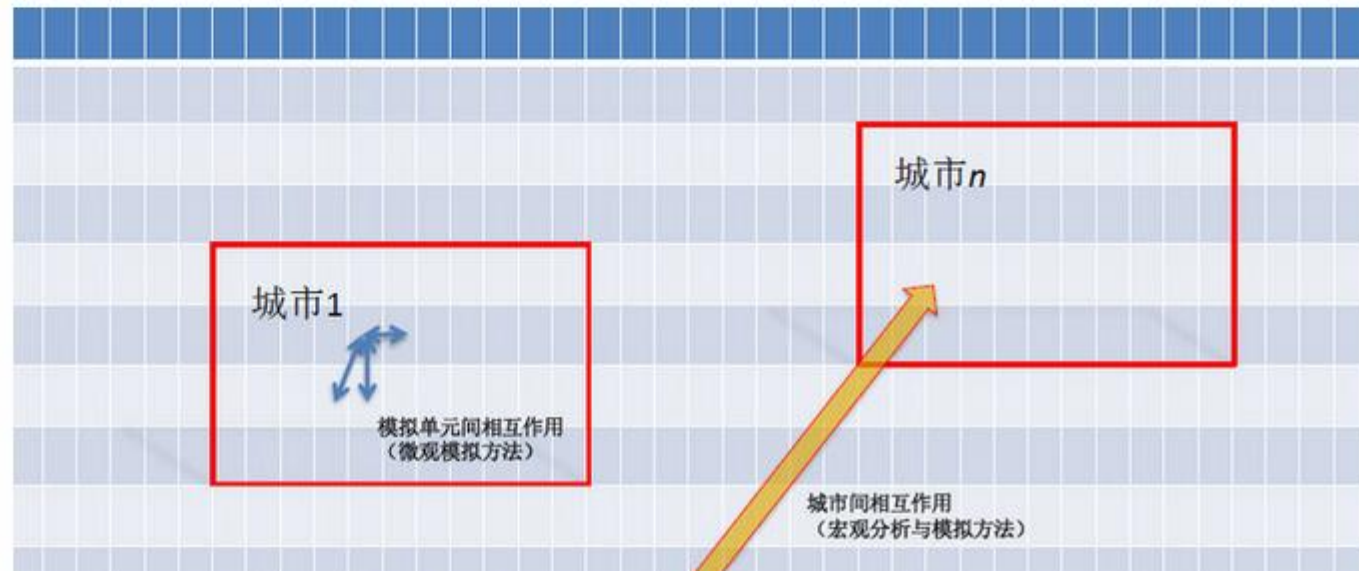 城市n
城市1
模拟单元间相互作用
（微观模拟方法）
城市间相互作用
（宏观分析与模拟方法）